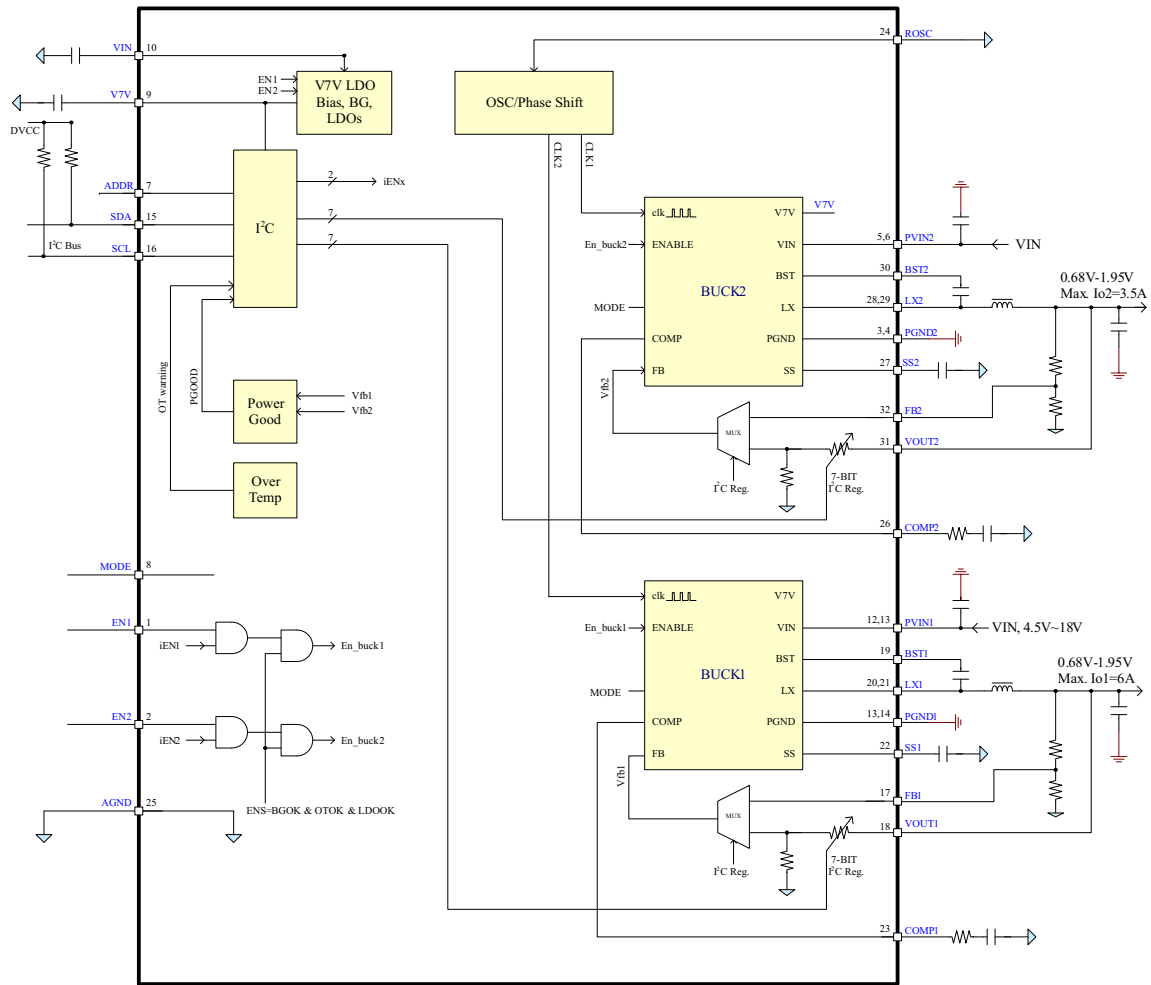 VIN
10
V7V
9
DVCC
ADDR
7
SDA
15
I²C Bus
SCL
16
EN1
EN2
V7V LDO
Bias, BG,
LDOs
I²C
2
iENx
7
7
OT warning
PGOOD
Power
Good
Vfb1
Vfb2
Over
Temp
MODE
8
EN1
1
iEN1
En_buck1
EN2
2
iEN2
En_buck2
ENS=BGOK & OTOK & LDOOK
AGND
25
OSC/Phase Shift
CLK2
CLK1
24
ROSC
clk
V7V
V7V
En_buck2
ENABLE
VIN
5,6
PVIN2
VIN
BST
30
BST2
BUCK2
MODE
LX
28,29
LX2
0.68V-1.95V
Max. Io2=3.5A
COMP
PGND
3,4
PGND2
FB
SS
27
SS2
Vfb2
MUX
I²C Reg.
32
FB2
31
VOUT2
7-BIT
I²C Reg.
26
COMP2
clk
V7V
En_buck1
ENABLE
VIN
12,13
PVIN1
VIN, 4.5V~18V
BST
19
BST1
BUCK1
MODE
LX
20,21
LX1
0.68V-1.95V
Max. Io1=6A
COMP
PGND
13,14
PGND1
FB
SS
22
SS1
Vfb1
MUX
I²C Reg.
17
FB1
18
VOUT1
7-BIT
I²C Reg.
23
COMP1